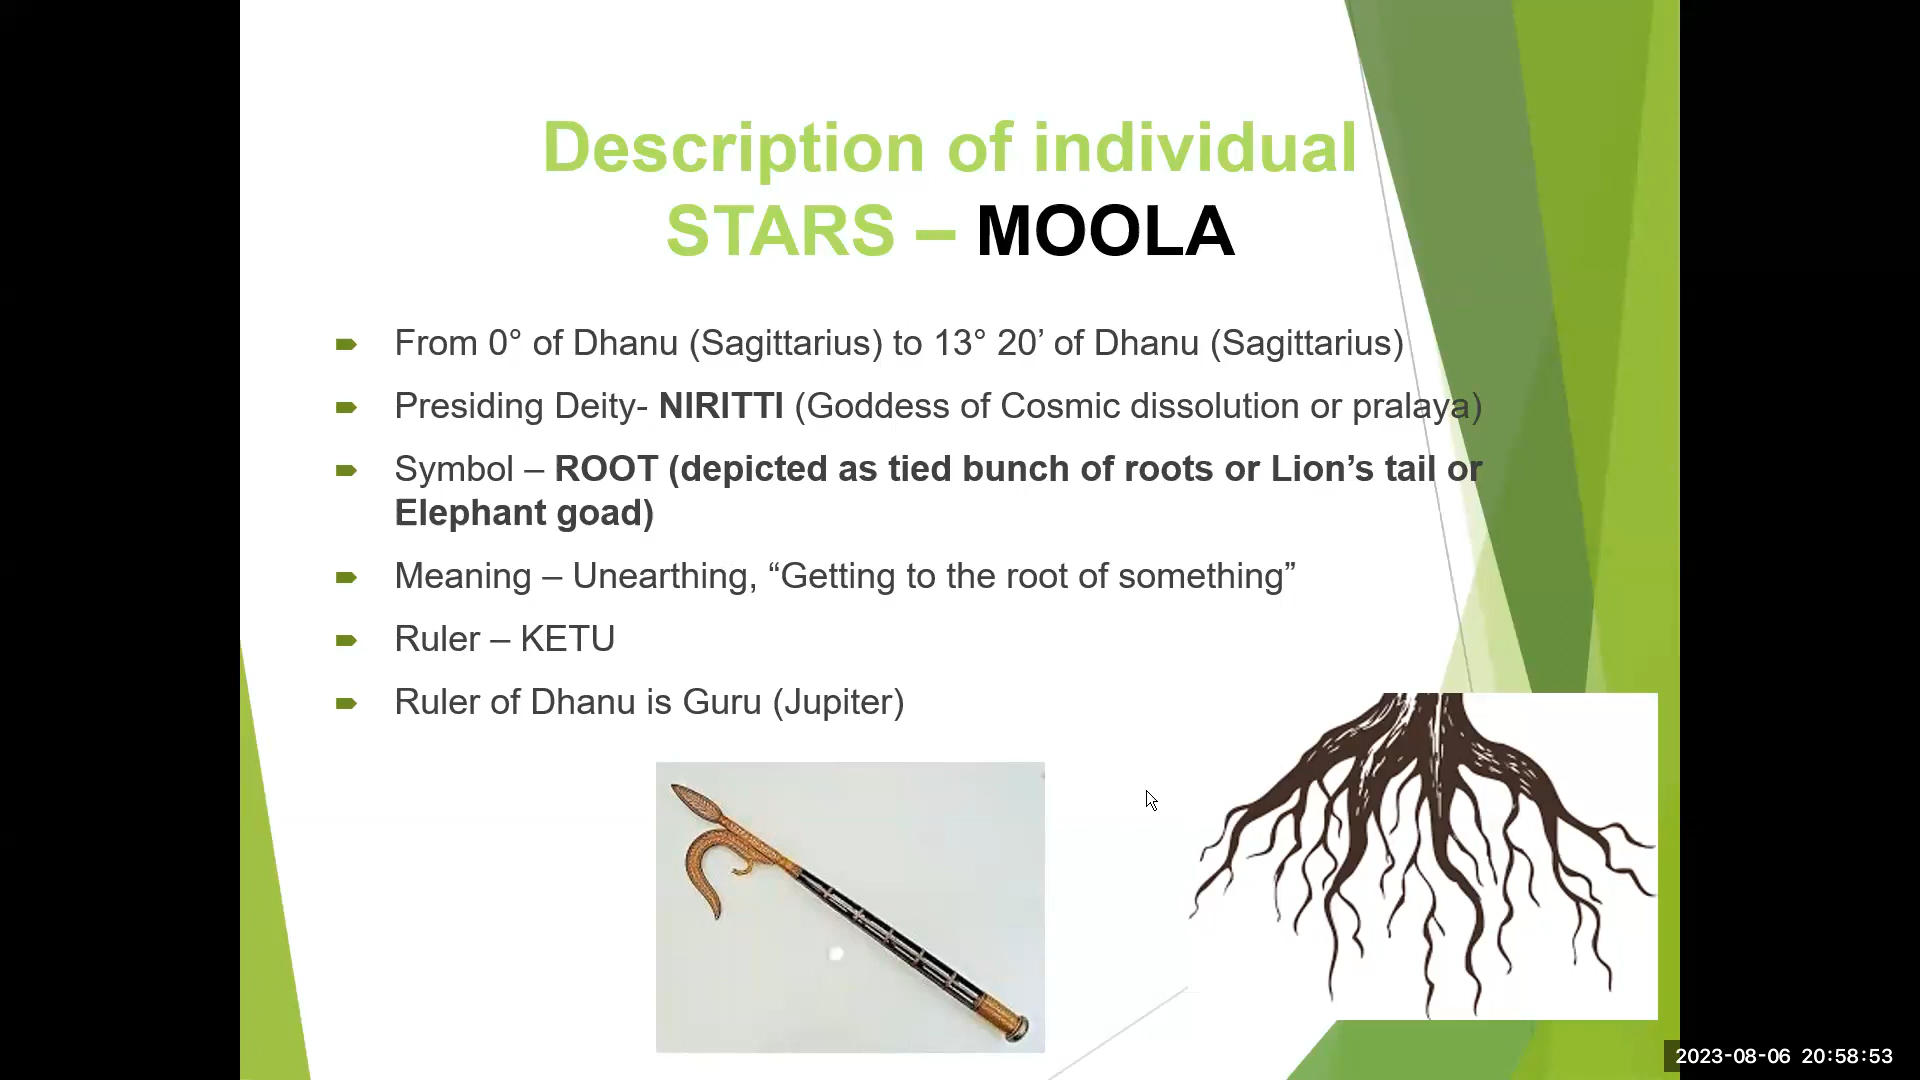 Description of individual
STARS – MOOLA
From 0° of Dhanu (Sagittarius) to 13° 20’ of Dhanu (Sagittarius)
Presiding Deity- NIRITTI (Goddess of Cosmic dissolution or pralaya)
Symbol – ROOT (depicted as tied bunch of roots or Lion’s tail or
Elephant goad)
Meaning – Unearthing, “Getting to the root of something”
Ruler – KETU
Ruler of Dhanu is Guru (Jupiter)
2023-08-06 20:58:53